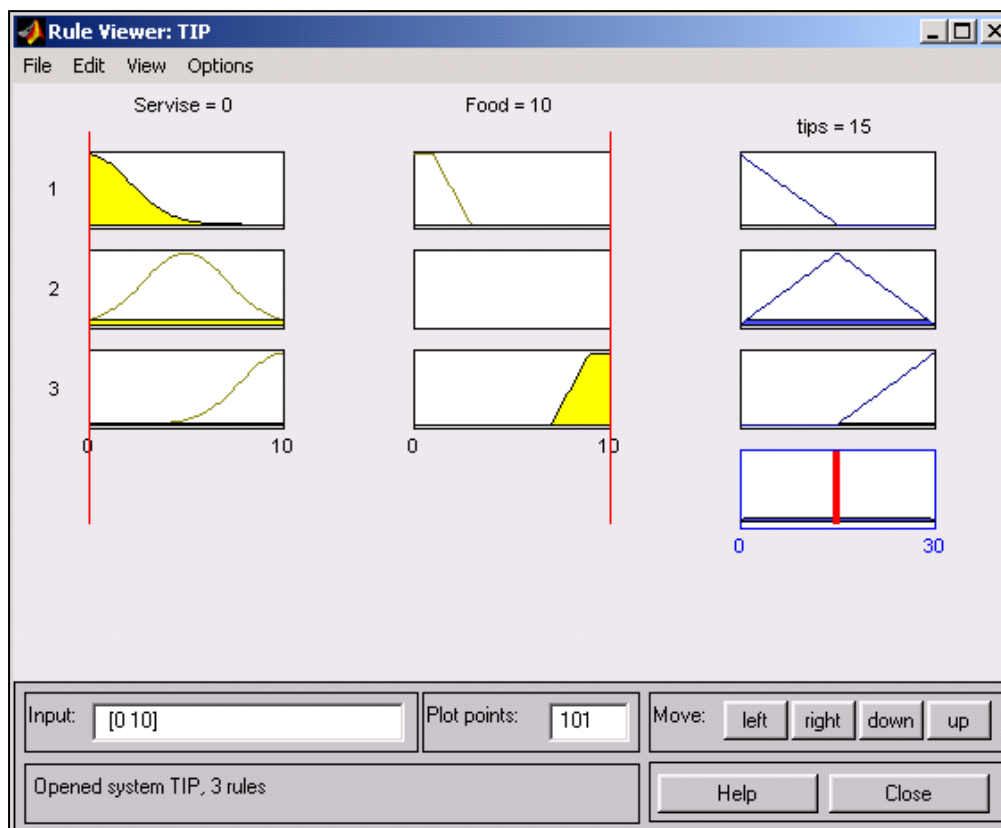 Rule Viewer: TIP
File Edit View Options
Servise = 0
Food = 10
tips = 15
1
2
3
0 10
0 10
0 30
Input: [0 10]
Plot points: 101
Move: left right down up
Opened system TIP, 3 rules
Help Close